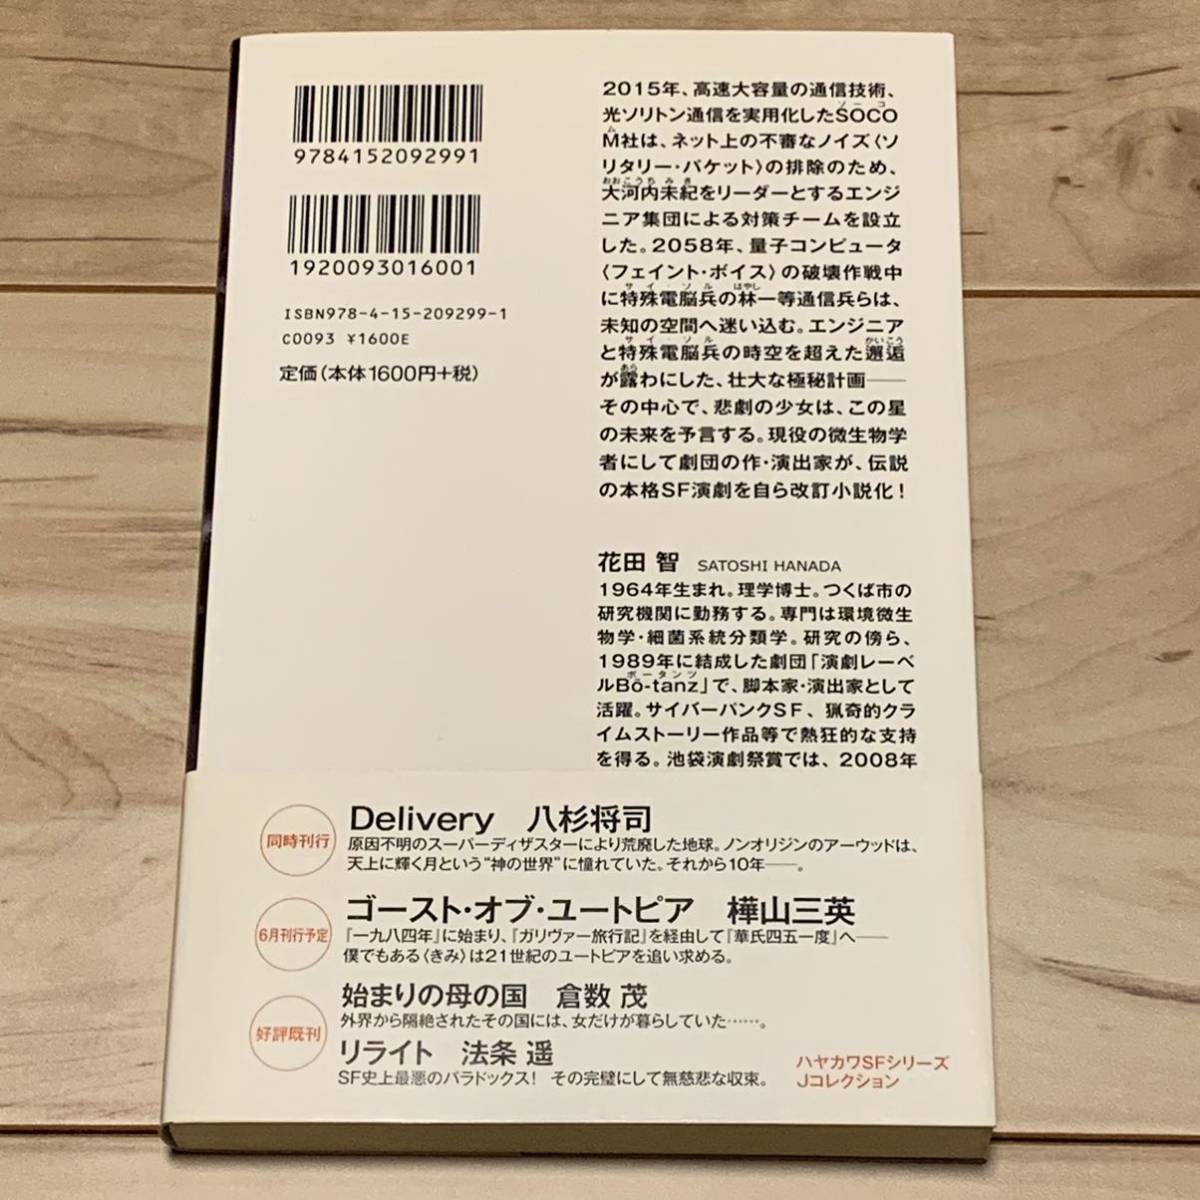 9784152092991
1920093016001
ISBN978-4-15-209299-1
C0093 ¥1600E
定価(本体1600円+税)
2015年、高速大容量の通信技術、
光ソリトン通信を実用化したSOCO
M社は、ネット上の不審なノイズ〈ソ
リタリー・パケット〉の排除のため、
大河内未紀をリーダーとするエンジ
ニア集団による対策チームを設立
した。2058年、量子コンピュータ
〈フェイント・ボイス〉の破壊作戦中
に特殊電脳兵の林一等通信兵らは、
未知の空間へ迷い込む。エンジニア
と特殊電脳兵の時空を超えた邂逅
が露わにした、壮大な極秘計画——
その中心で、悲劇の少女は、この星
の未来を予言する。現役の微生物学
者にして劇団の作・演出家が、伝説
の本格SF演劇を自ら改訂小説化!
花田 智 SATOSHI HANADA
1964年生まれ。理学博士。つくば市の
研究機関に勤務する。専門は環境微生
物学・細菌系統分類学。研究の傍ら、
1989年に結成した劇団「演劇レーベ
ルBō-tanz」で、脚本家・演出家として
活躍。サイバーパンクSF、猟奇的クラ
イムストーリー作品等で熱狂的な支持
を得る。池袋演劇祭賞では、2008年
同時刊行
Delivery 八杉将司
原因不明のスーパーディザスターにより荒廃した地球。ノンオリジンのアーウッドは、
天上に輝く月という“神の世界”に憧れていた。それから10年——。
6月刊行予定
ゴースト・オブ・ユートピア 樺山三英
『一九八四年』に始まり、『ガリヴァー旅行記』を経由して『華氏四五一度』へ——
僕でもある〈きみ〉は21世紀のユートピアを追い求める。
好評既刊
始まりの母の国 倉数 茂
外界から隔絶されたその国には、女だけが暮らしていた……。
リライト 法条 遥
SF史上最悪のパラドックス! その完璧にして無慈悲な収束。
ハヤカワSFシリーズ
Jコレクション